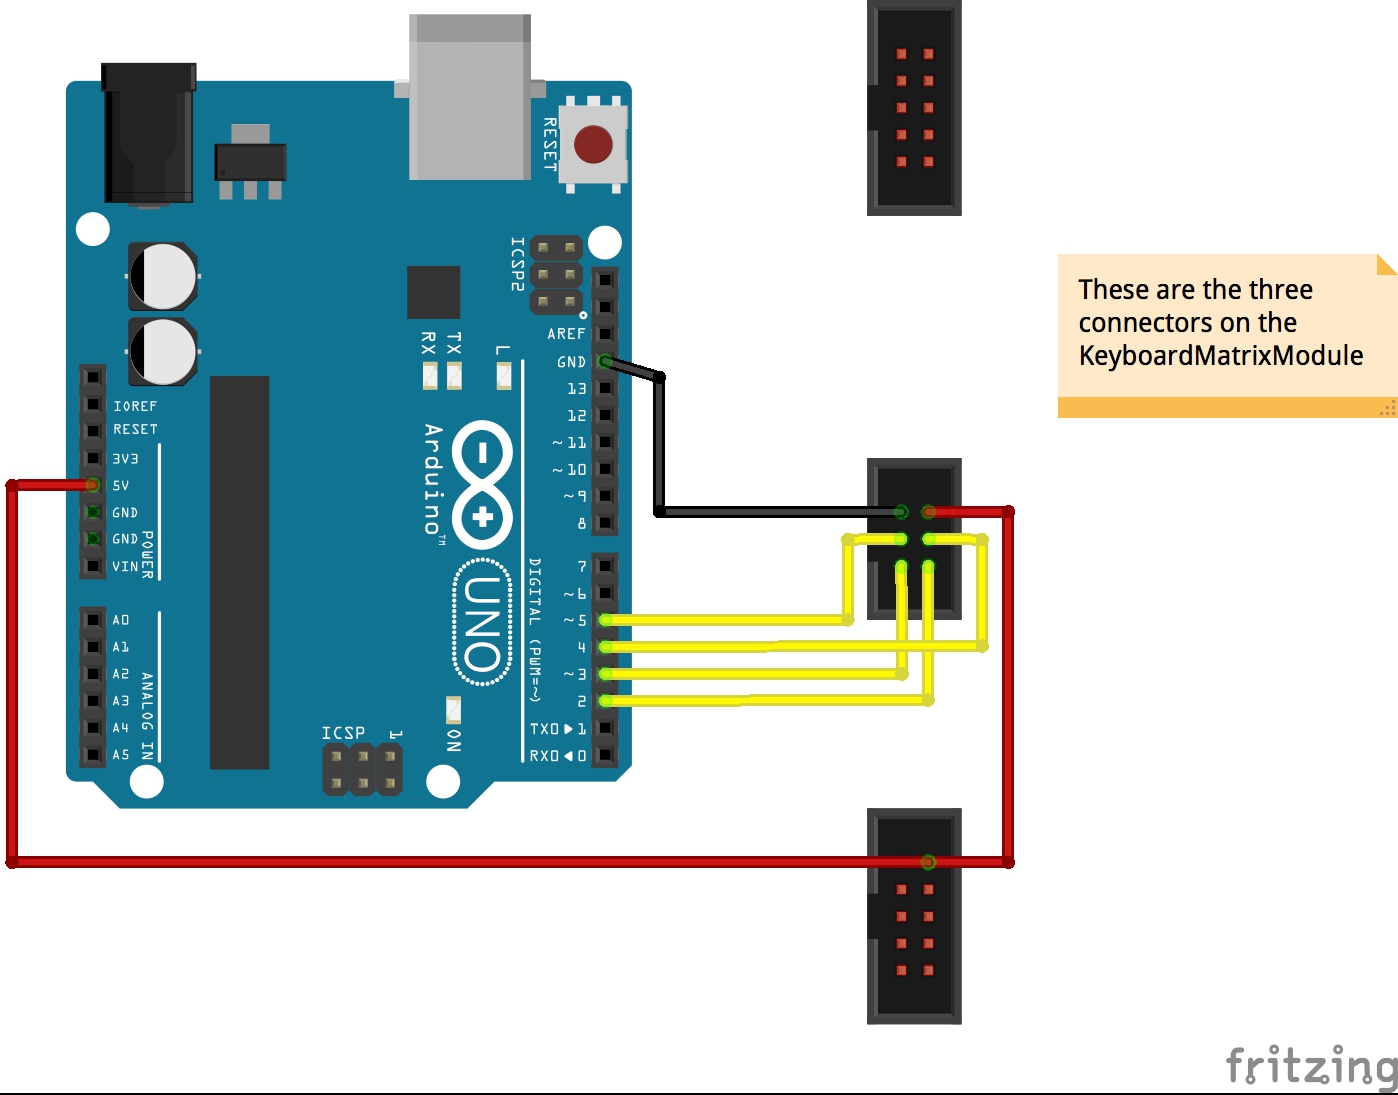 RESET
ICSP2
AREF
GND
13
12
~11
~10
~9
8
7
~6
~5
4
~3
2
TX0▶1
RX0◀0
DIGITAL (PWM=~)
RX
TX
L
Arduino™
UNO
ON
ICSP
1
IOREF
RESET
3V3
5V
GND
GND
VIN
POWER
A0
A1
A2
A3
A4
A5
ANALOG IN
These are the three
connectors on the
KeyboardMatrixModule
fritzing